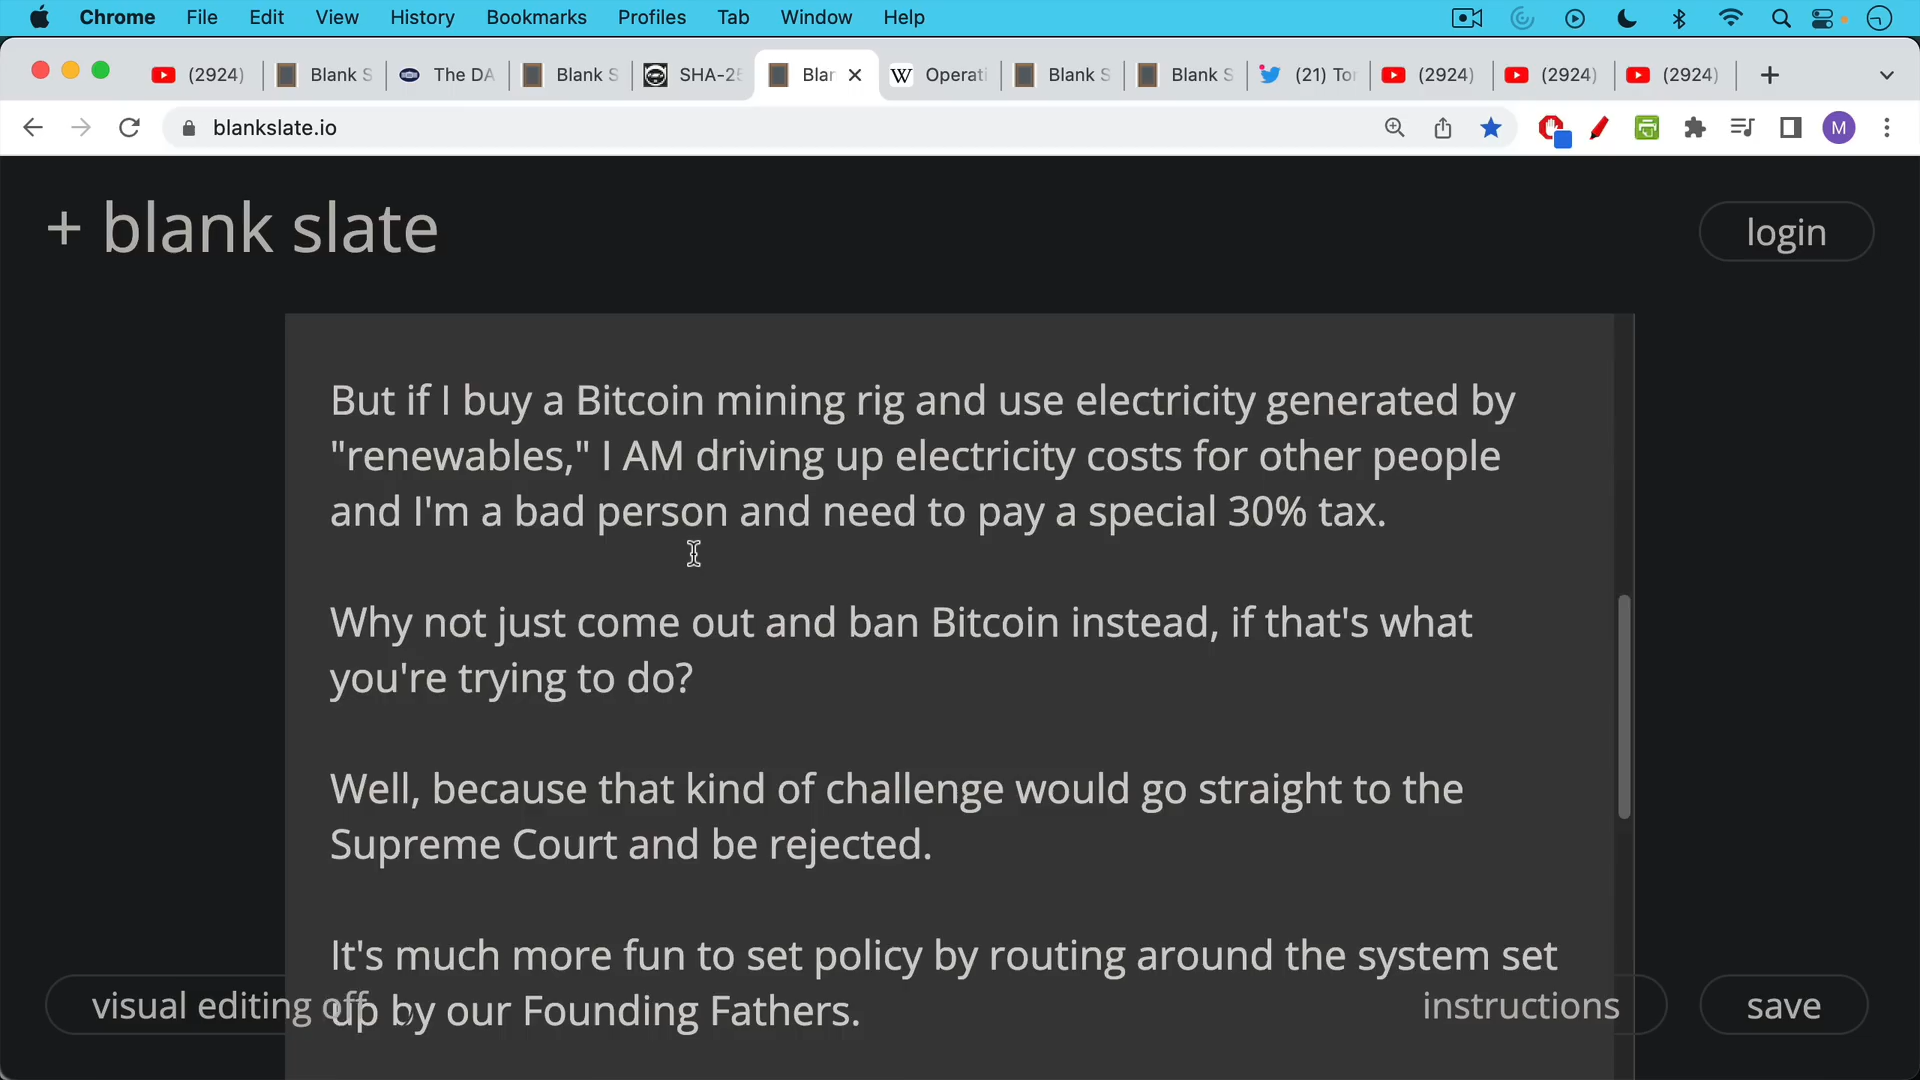 Chrome File Edit View History Bookmarks Profiles Tab Window Help
(2924) Blank S The DA Blank S SHA-25 Blar W Operati Blank S Blank S (21) To (2924) (2924) (2924)
blankslate.io M
+ blank slate
login
But if I buy a Bitcoin mining rig and use electricity generated by
"renewables," I AM driving up electricity costs for other people
and I'm a bad person and need to pay a special 30% tax.
Why not just come out and ban Bitcoin instead, if that's what
you're trying to do?
Well, because that kind of challenge would go straight to the
Supreme Court and be rejected.
It's much more fun to set policy by routing around the system set
up by our Founding Fathers.
visual editing off
instructions
save